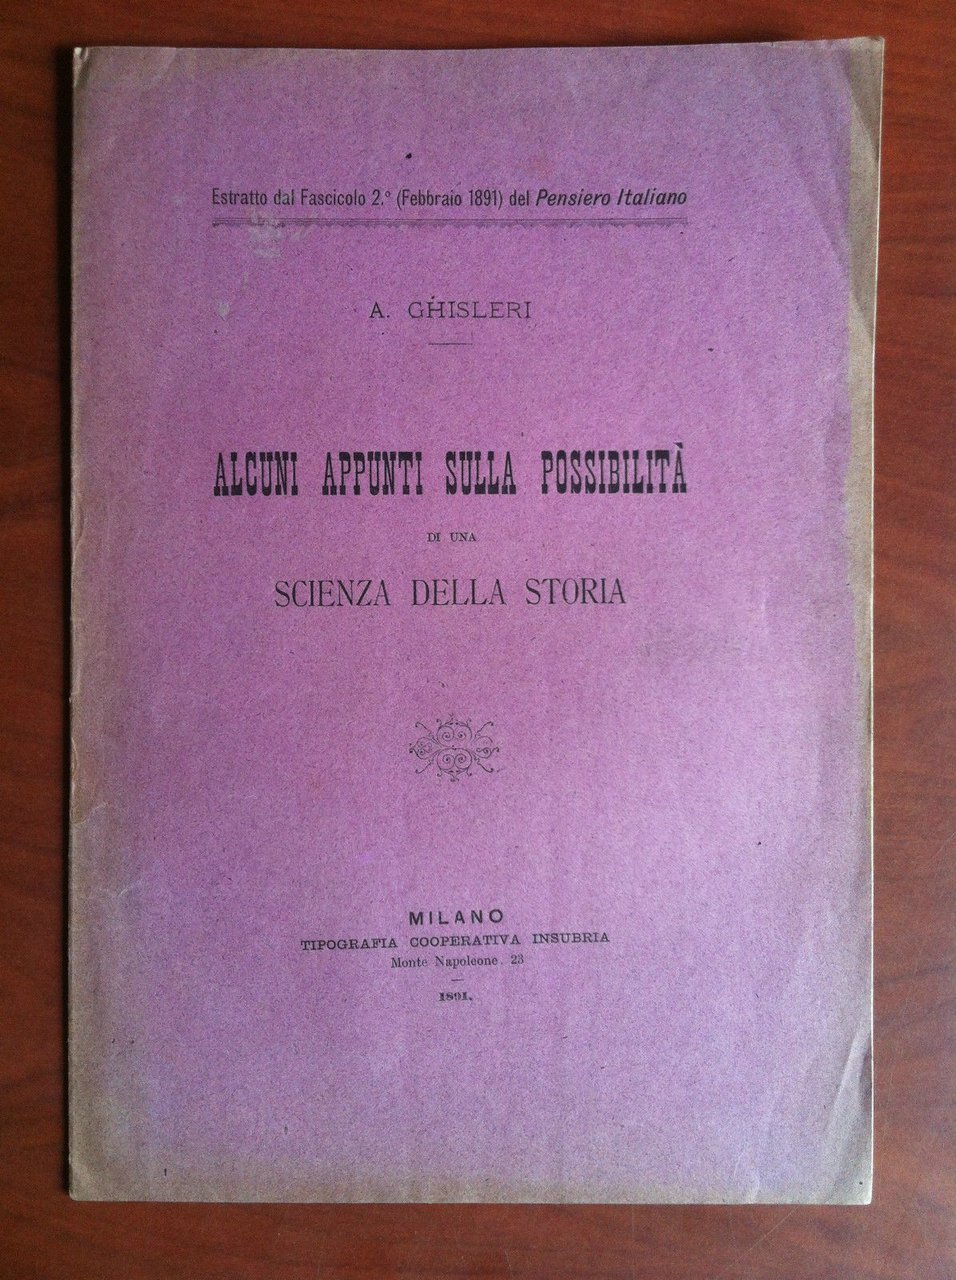 Estratto dal Fascicolo 2.º (Febbraio 1891) del Pensiero Italiano
A. GHISLERI
ALCUNI APPUNTI SULLA POSSIBILITÀ
DI UNA
SCIENZA DELLA STORIA
MILANO
TIPOGRAFIA COOPERATIVA INSUBRIA
Monte Napoleone. 23
1891.